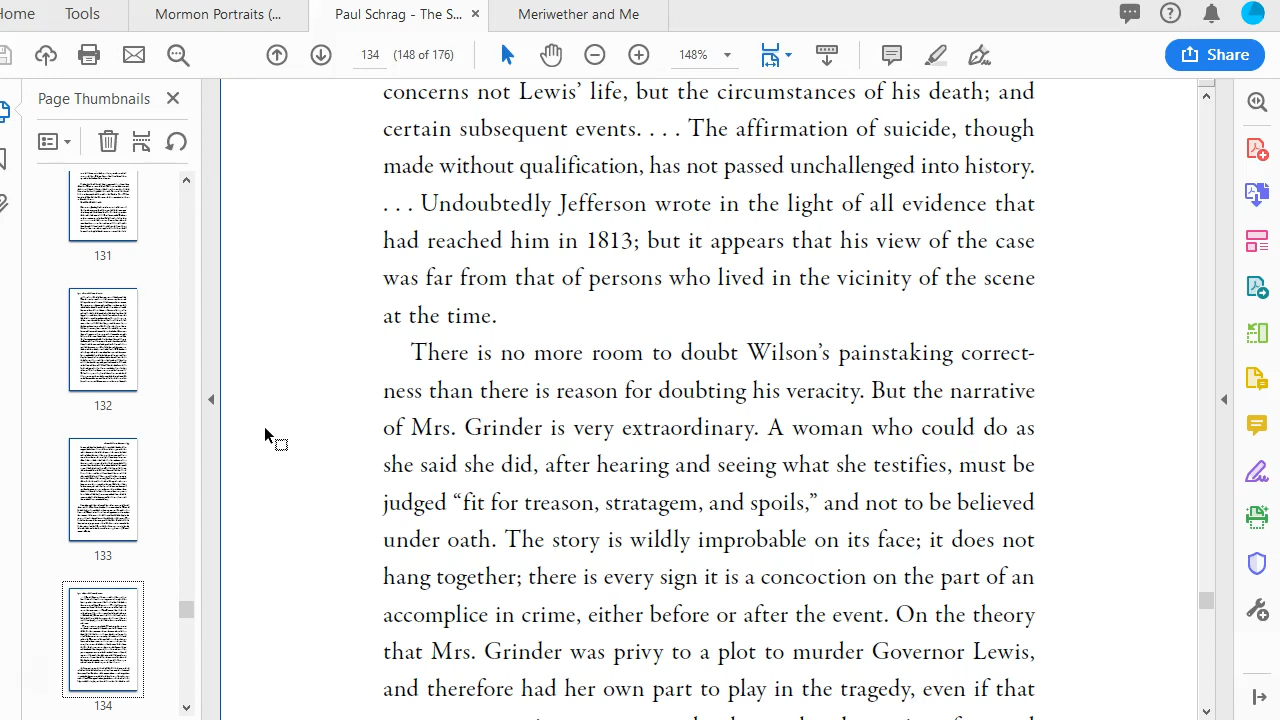 Home Tools Mormon Portraits (... Paul Schrag - The S... Meriwether and Me
134 (148 of 176) 148% Share
Page Thumbnails
131
132
133
134
concerns not Lewis’ life, but the circumstances of his death; and
certain subsequent events. . . . The affirmation of suicide, though
made without qualification, has not passed unchallenged into history.
. . . Undoubtedly Jefferson wrote in the light of all evidence that
had reached him in 1813; but it appears that his view of the case
was far from that of persons who lived in the vicinity of the scene
at the time.
There is no more room to doubt Wilson’s painstaking correct-
ness than there is reason for doubting his veracity. But the narrative
of Mrs. Grinder is very extraordinary. A woman who could do as
she said she did, after hearing and seeing what she testifies, must be
judged “fit for treason, stratagem, and spoils,” and not to be believed
under oath. The story is wildly improbable on its face; it does not
hang together; there is every sign it is a concoction on the part of an
accomplice in crime, either before or after the event. On the theory
that Mrs. Grinder was privy to a plot to murder Governor Lewis,
and therefore had her own part to play in the tragedy, even if that